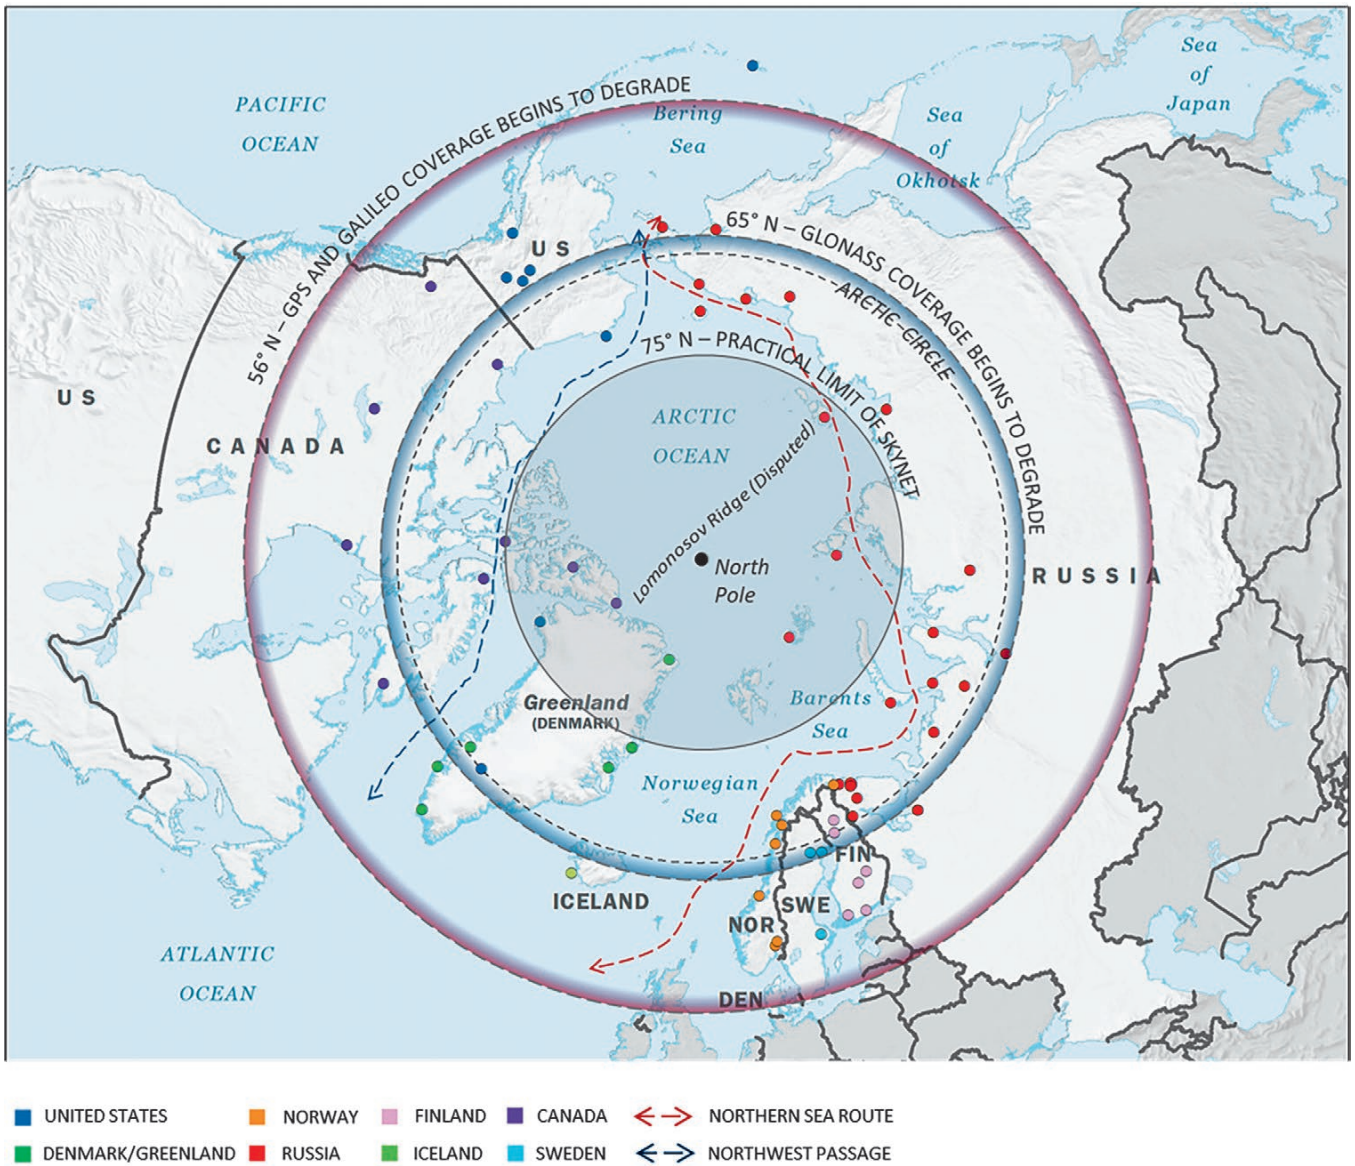 PACIFIC
OCEAN
56° N – GPS AND GALILEO COVERAGE BEGINS TO DEGRADE
Bering
Sea
Sea
of
Okhotsk
Sea
of
Japan
65° N – GLONASS COVERAGE BEGINS TO DEGRADE
ARCTIC CIRCLE
75° N – PRACTICAL LIMIT OF SKYNET
US
US
CANADA
ARCTIC
OCEAN
Lomonosov Ridge (Disputed)
North
Pole
RUSSIA
Greenland
(DENMARK)
Barents
Sea
Norwegian
Sea
ICELAND
NOR
SWE
FIN
DEN
ATLANTIC
OCEAN
UNITED STATES
NORWAY
FINLAND
CANADA
NORTHERN SEA ROUTE
DENMARK/GREENLAND
RUSSIA
ICELAND
SWEDEN
NORTHWEST PASSAGE